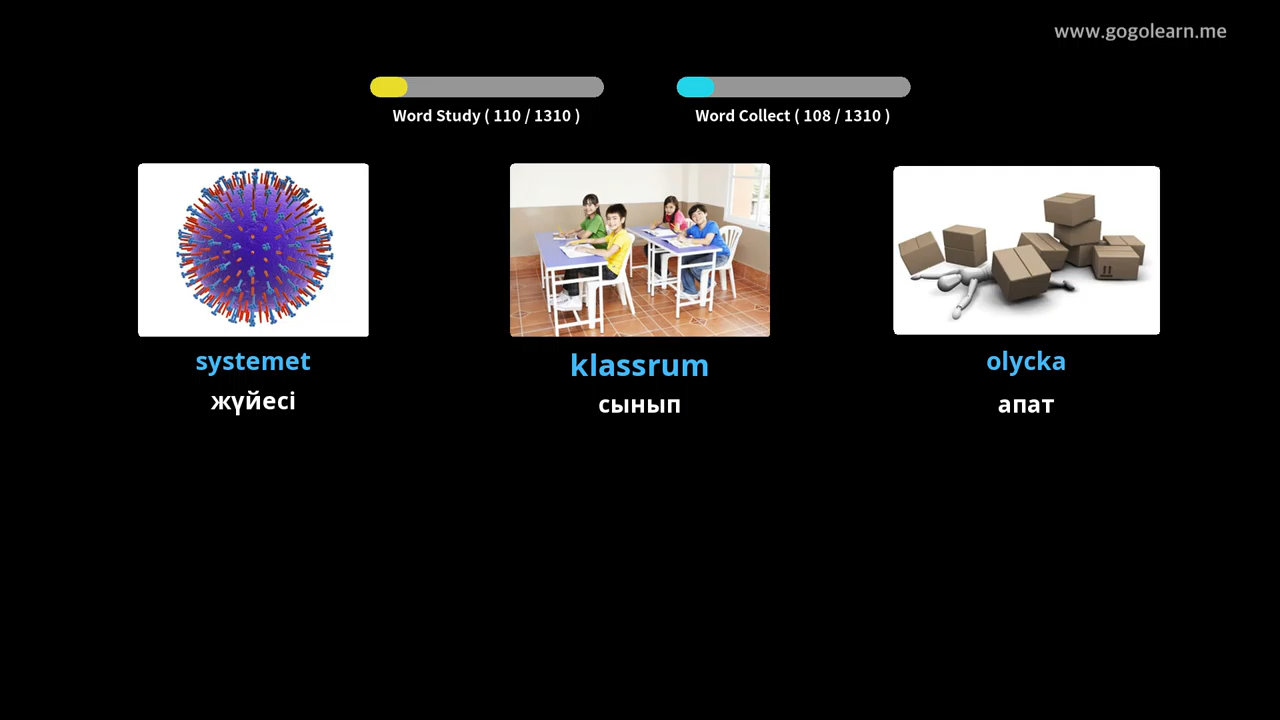 www.gogolearn.me
Word Study ( 110 / 1310 )
Word Collect ( 108 / 1310 )
systemet
klassrum
olycka
жүйесі
сынып
апат